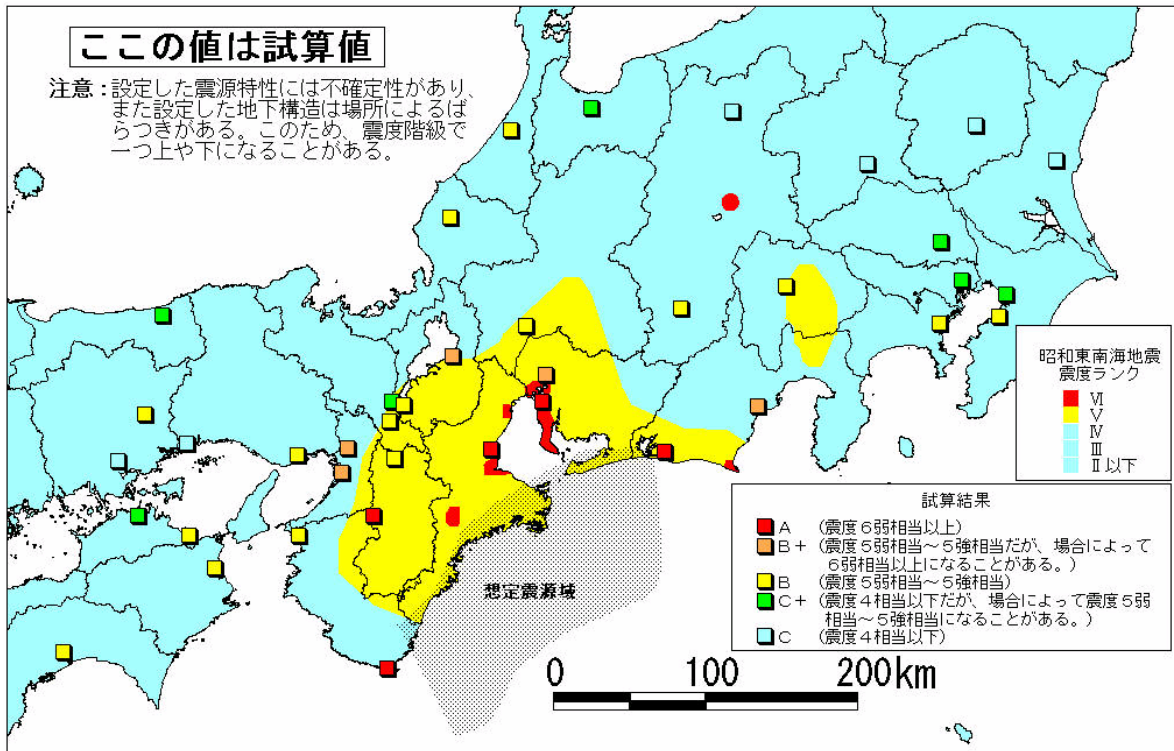 ここの値は試算値
注意：設定した震源特性には不確定性があり、
また設定した地下構造は場所によるば
らつきがある。このため、震度階級で
一つ上や下になることがある。
昭和東南海地震
震度ランク
Ⅵ
Ⅴ
Ⅳ
Ⅲ
Ⅱ以下
試算結果
A （震度６弱相当以上）
B＋（震度５弱相当～５強相当だが、場合によって
６弱相当以上になることがある。）
B （震度５弱相当～５強相当）
C＋（震度４相当以下だが、場合によって震度５弱
相当～５強相当になることがある。）
C （震度４相当以下）
想定震源域
0 100 200km